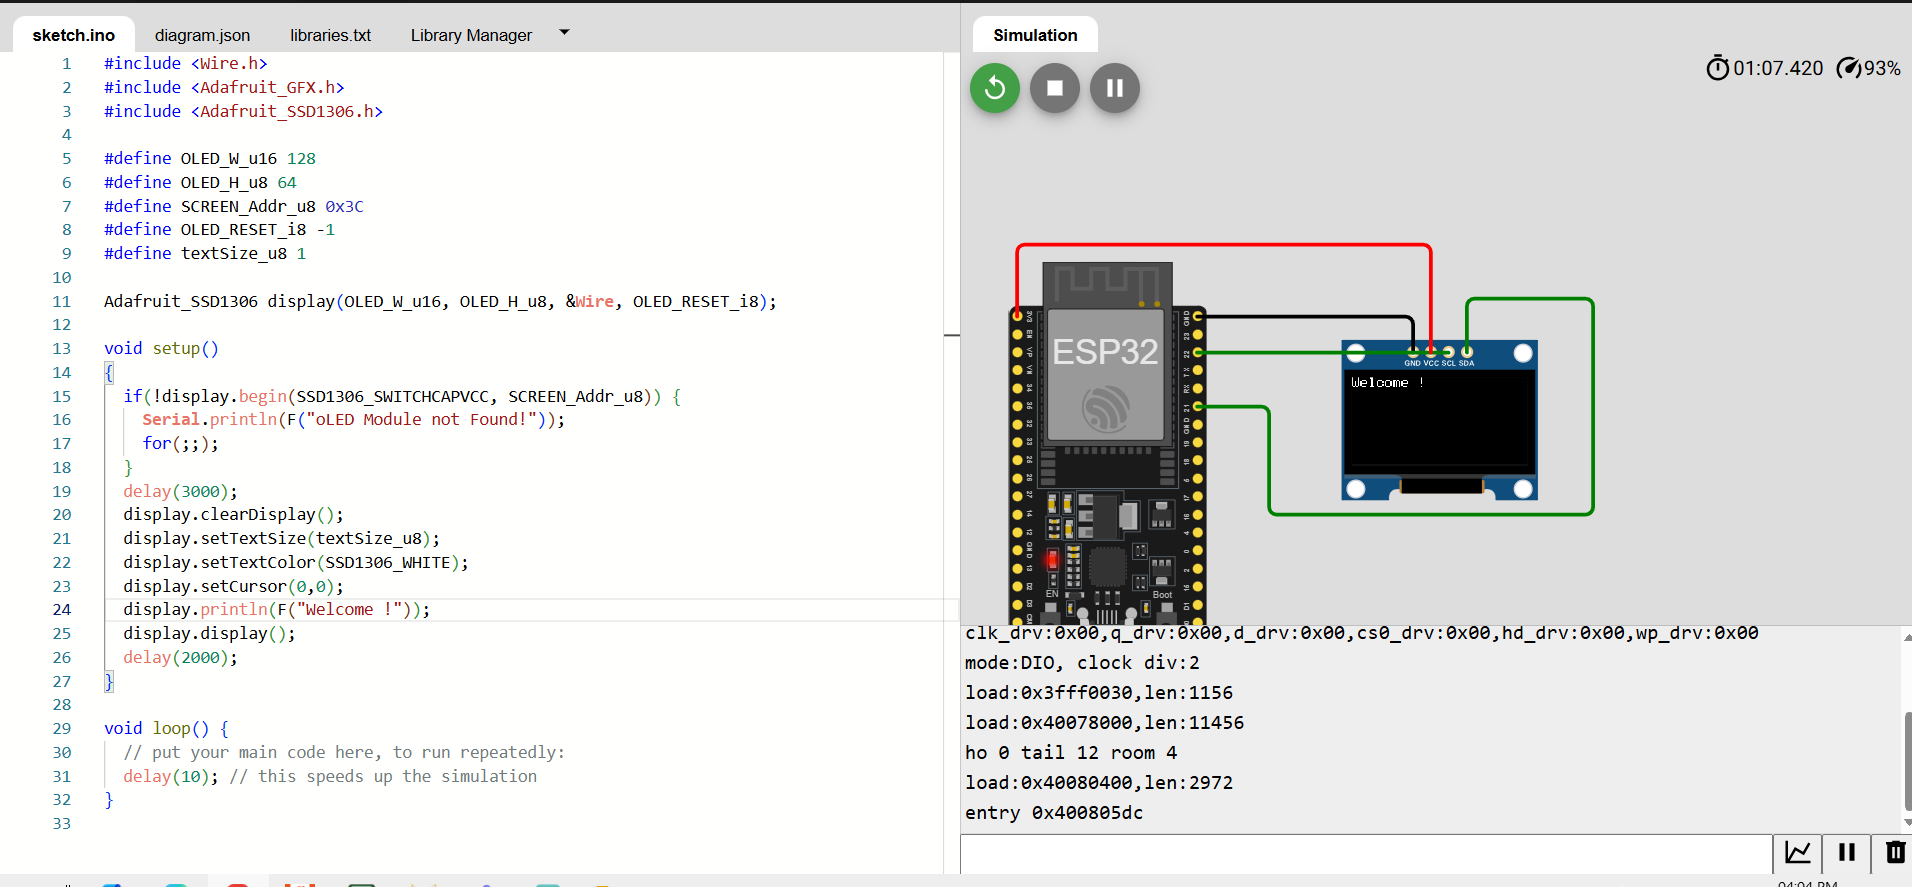 sketch.ino diagram.json libraries.txt Library Manager
1 #include <Wire.h>
2 #include <Adafruit_GFX.h>
3 #include <Adafruit_SSD1306.h>
4
5 #define OLED_W_u16 128
6 #define OLED_H_u8 64
7 #define SCREEN_Addr_u8 0x3C
8 #define OLED_RESET_i8 -1
9 #define textSize_u8 1
10
11 Adafruit_SSD1306 display(OLED_W_u16, OLED_H_u8, &Wire, OLED_RESET_i8);
12
13 void setup()
14 {
15 if(!display.begin(SSD1306_SWITCHCAPVCC, SCREEN_Addr_u8)) {
16 Serial.println(F("oLED Module not Found!"));
17 for(;;);
18 }
19 delay(3000);
20 display.clearDisplay();
21 display.setTextSize(textSize_u8);
22 display.setTextColor(SSD1306_WHITE);
23 display.setCursor(0,0);
24 display.println(F("Welcome !"));
25 display.display();
26 delay(2000);
27 }
28
29 void loop() {
30 // put your main code here, to run repeatedly:
31 delay(10); // this speeds up the simulation
32 }
33
Simulation
01:07.420 93%
ESP32
GND VCC SCL SDA
Welcome !
EN
Boot
clk_drv:0x00,q_drv:0x00,d_drv:0x00,cs0_drv:0x00,hd_drv:0x00,wp_drv:0x00
mode:DIO, clock div:2
load:0x3fff0030,len:1156
load:0x40078000,len:11456
ho 0 tail 12 room 4
load:0x40080400,len:2972
entry 0x400805dc
04:04 PM